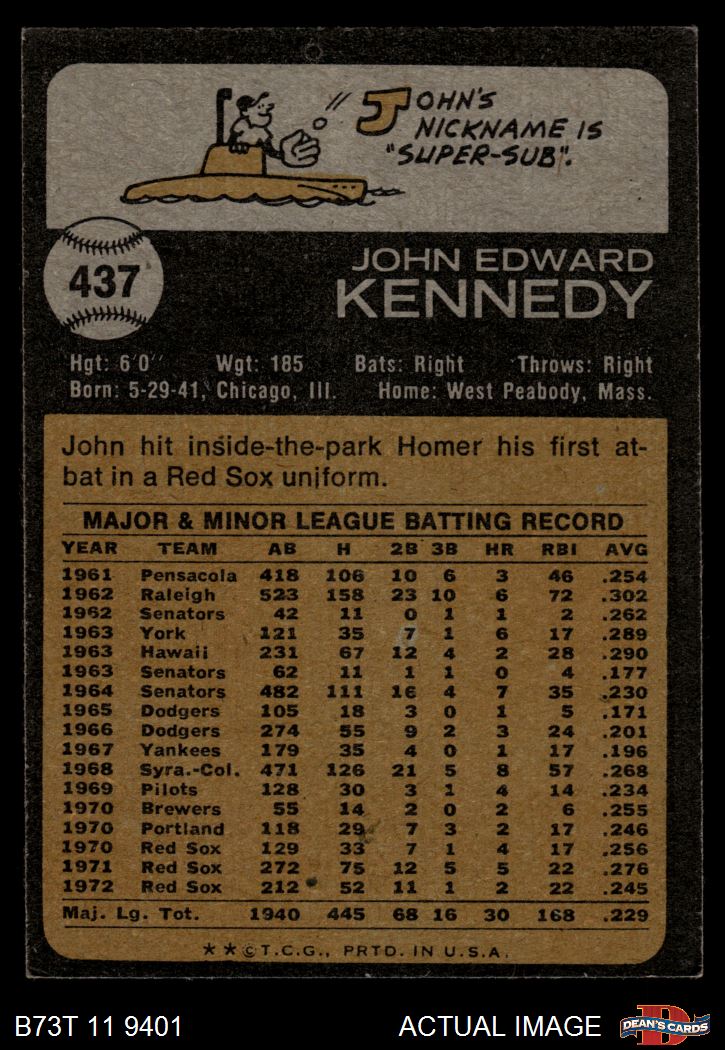 JOHN'S
NICKNAME IS
"SUPER-SUB".
437
JOHN EDWARD
KENNEDY
Hgt: 6'0" Wgt: 185 Bats: Right Throws: Right
Born: 5-29-41, Chicago, Ill. Home: West Peabody, Mass.
John hit inside-the-park Homer his first at-
bat in a Red Sox uniform.
MAJOR & MINOR LEAGUE BATTING RECORD
YEAR TEAM AB H 2B 3B HR RBI AVG
1961 Pensacola 418 106 10 6 3 46 .254
1962 Raleigh 523 158 23 10 6 72 .302
1962 Senators 42 11 0 1 1 2 .262
1963 York 121 35 7 1 6 17 .289
1963 Hawaii 231 67 12 4 2 28 .290
1963 Senators 62 11 1 1 0 4 .177
1964 Senators 482 111 16 4 7 35 .230
1965 Dodgers 105 18 3 0 1 5 .171
1966 Dodgers 274 55 9 2 3 24 .201
1967 Yankees 179 35 4 0 1 17 .196
1968 Syra.-Col. 471 126 21 5 8 57 .268
1969 Pilots 128 30 3 1 4 14 .234
1970 Brewers 55 14 2 0 2 6 .255
1970 Portland 118 29 7 3 2 17 .246
1970 Red Sox 129 33 7 1 4 17 .256
1971 Red Sox 272 75 12 5 5 22 .276
1972 Red Sox 212 52 11 1 2 22 .245
Maj. Lg. Tot. 1940 445 68 16 30 168 .229
**©T.C.G., PRTD. IN U.S.A.
B73T 11 9401 ACTUAL IMAGE
D
DEAN'S CARDS